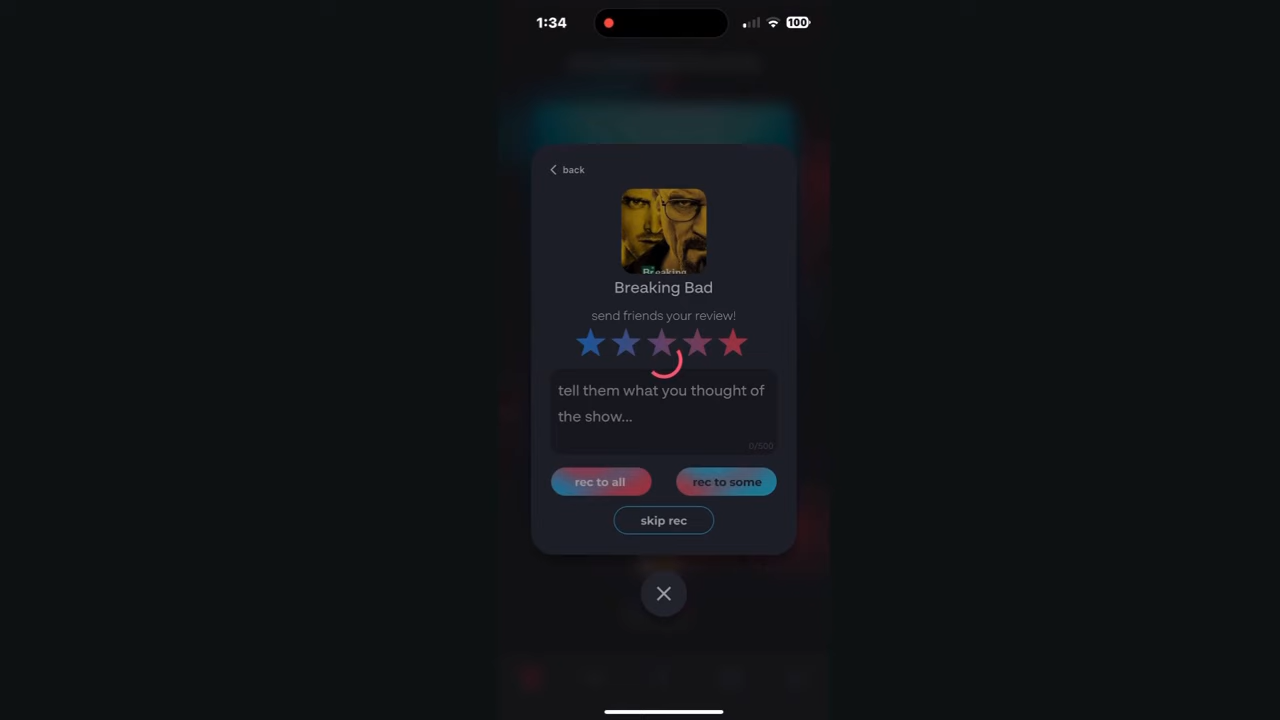 1:34
100
back
Breaking
Breaking Bad
send friends your review!
tell them what you thought of
the show...
0/500
rec to all
rec to some
skip rec